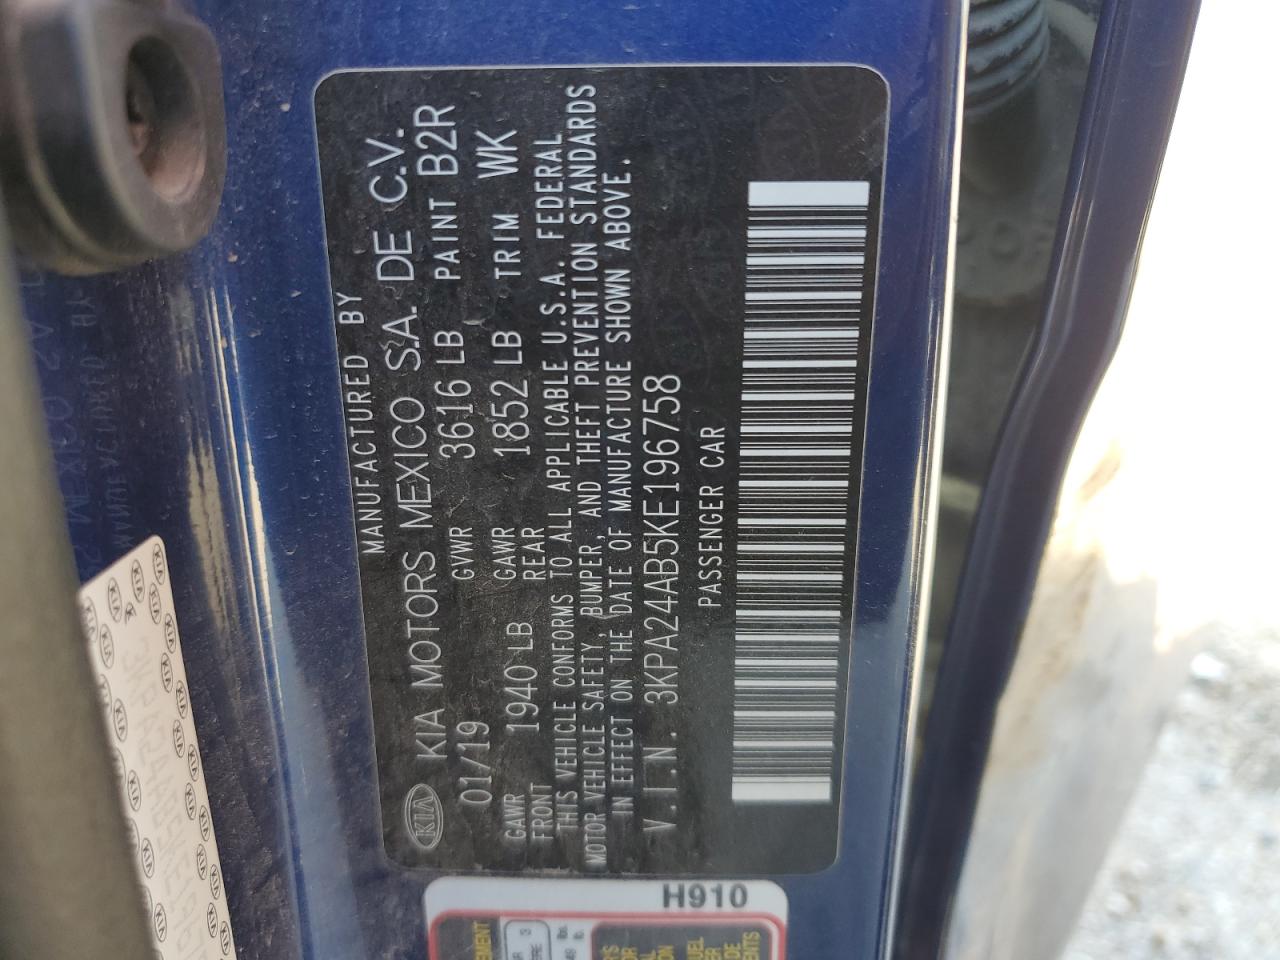 MANUFACTURED BY
KIA KIA MOTORS MEXICO S.A. DE C.V.
01/19 GVWR 3616 LB PAINT B2R
GAWR FRONT 1940 LB GAWR REAR 1852 LB TRIM WK
THIS VEHICLE CONFORMS TO ALL APPLICABLE U.S.A. FEDERAL
MOTOR VEHICLE SAFETY, BUMPER, AND THEFT PREVENTION STANDARDS
IN EFFECT ON THE DATE OF MANUFACTURE SHOWN ABOVE.
V.I.N. 3KPA24AB5KE196758
PASSENGER CAR
H910